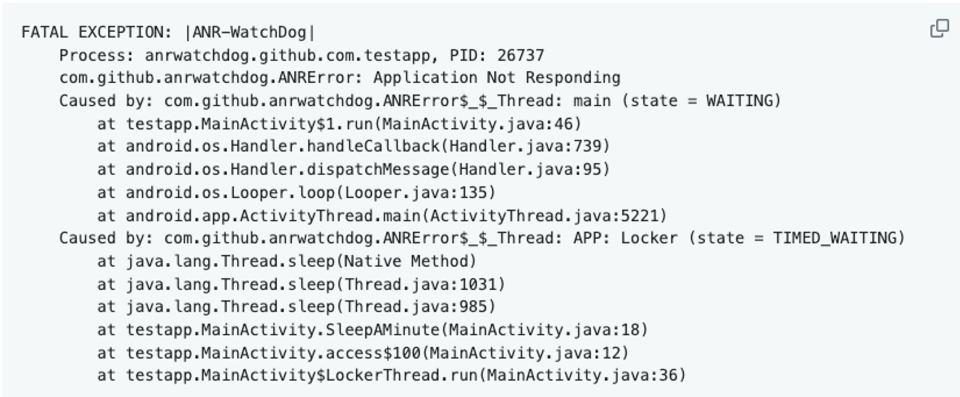 FATAL EXCEPTION: |ANR-WatchDog|
    Process: anrwatchdog.github.com.testapp, PID: 26737
    com.github.anrwatchdog.ANRError: Application Not Responding
    Caused by: com.github.anrwatchdog.ANRError$_$_Thread: main (state = WAITING)
        at testapp.MainActivity$1.run(MainActivity.java:46)
        at android.os.Handler.handleCallback(Handler.java:739)
        at android.os.Handler.dispatchMessage(Handler.java:95)
        at android.os.Looper.loop(Looper.java:135)
        at android.app.ActivityThread.main(ActivityThread.java:5221)
    Caused by: com.github.anrwatchdog.ANRError$_$_Thread: APP: Locker (state = TIMED_WAITING)
        at java.lang.Thread.sleep(Native Method)
        at java.lang.Thread.sleep(Thread.java:1031)
        at java.lang.Thread.sleep(Thread.java:985)
        at testapp.MainActivity.SleepAMinute(MainActivity.java:18)
        at testapp.MainActivity.access$100(MainActivity.java:12)
        at testapp.MainActivity$LockerThread.run(MainActivity.java:36)